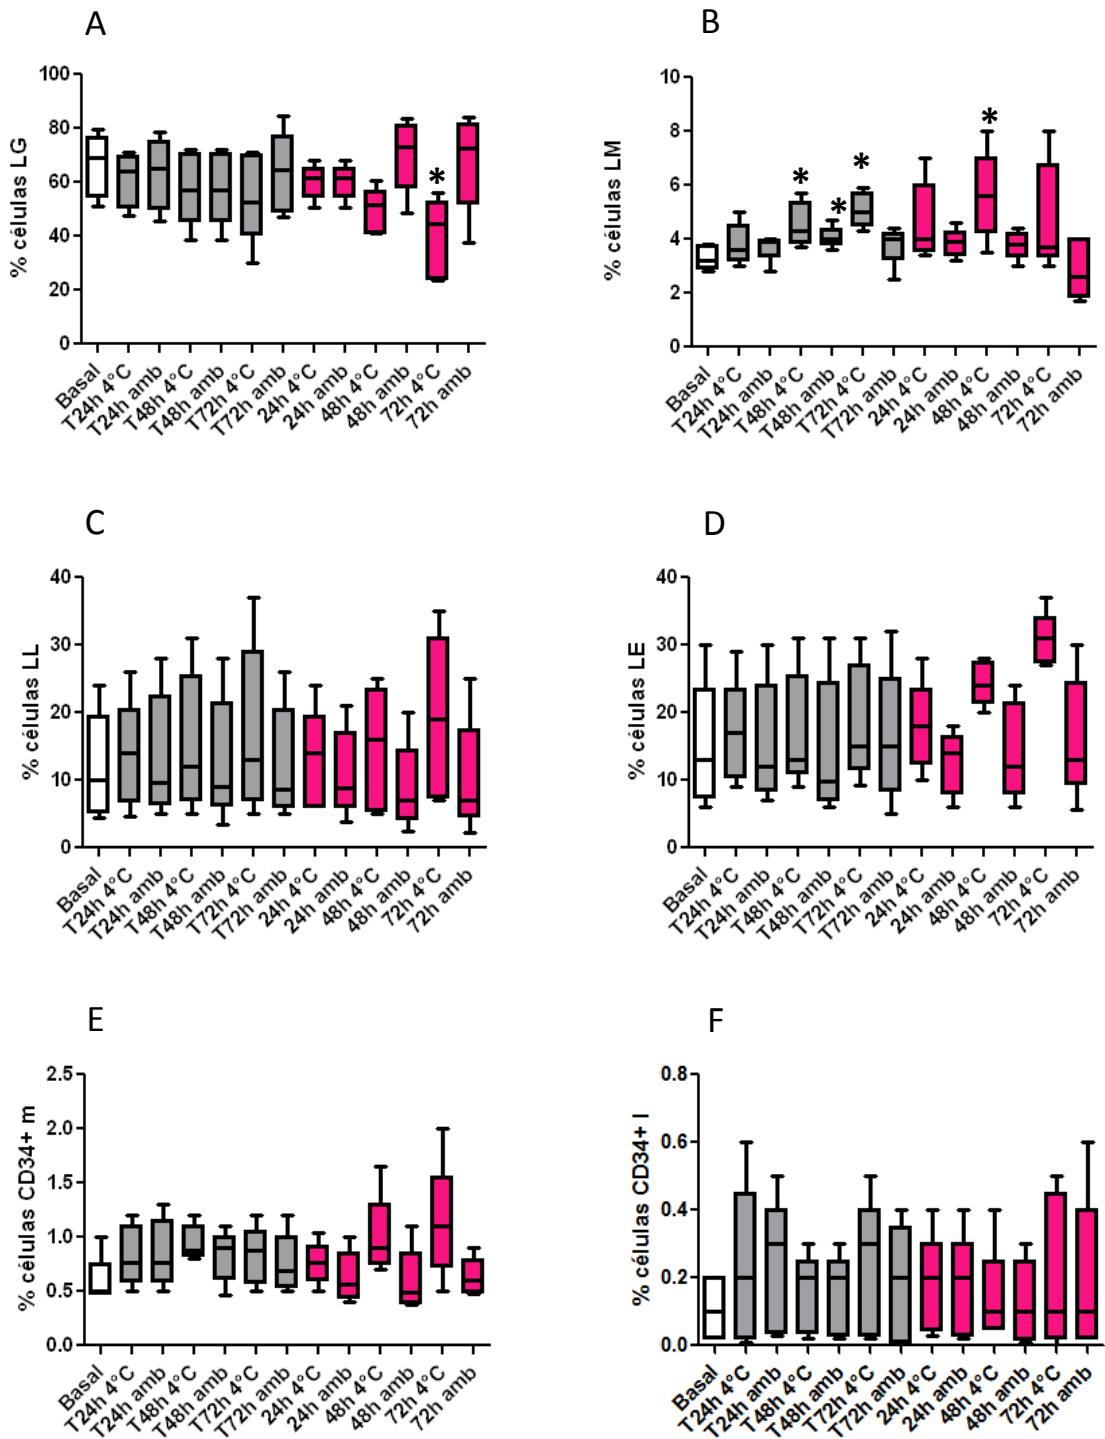 A
% células LG
100
80
60
40
20
0
*
Basal
T24h 4°C
T24h amb
T48h 4°C
T48h amb
T72h 4°C
T72h amb
24h 4°C
24h amb
48h 4°C
48h amb
72h 4°C
72h amb
B
% células LM
10
8
6
4
2
0
*
*
*
*
Basal
T24h 4°C
T24h amb
T48h 4°C
T48h amb
T72h 4°C
T72h amb
24h 4°C
24h amb
48h 4°C
48h amb
72h 4°C
72h amb
C
% células LL
40
30
20
10
0
Basal
T24h 4°C
T24h amb
T48h 4°C
T48h amb
T72h 4°C
T72h amb
24h 4°C
24h amb
48h 4°C
48h amb
72h 4°C
72h amb
D
% células LE
40
30
20
10
0
Basal
T24h 4°C
T24h amb
T48h 4°C
T48h amb
T72h 4°C
T72h amb
24h 4°C
24h amb
48h 4°C
48h amb
72h 4°C
72h amb
E
% células CD34+ m
2.5
2.0
1.5
1.0
0.5
0.0
Basal
T24h 4°C
T24h amb
T48h 4°C
T48h amb
T72h 4°C
T72h amb
24h 4°C
24h amb
48h 4°C
48h amb
72h 4°C
72h amb
F
% células CD34+ l
0.8
0.6
0.4
0.2
0.0
Basal
T24h 4°C
T24h amb
T48h 4°C
T48h amb
T72h 4°C
T72h amb
24h 4°C
24h amb
48h 4°C
48h amb
72h 4°C
72h amb